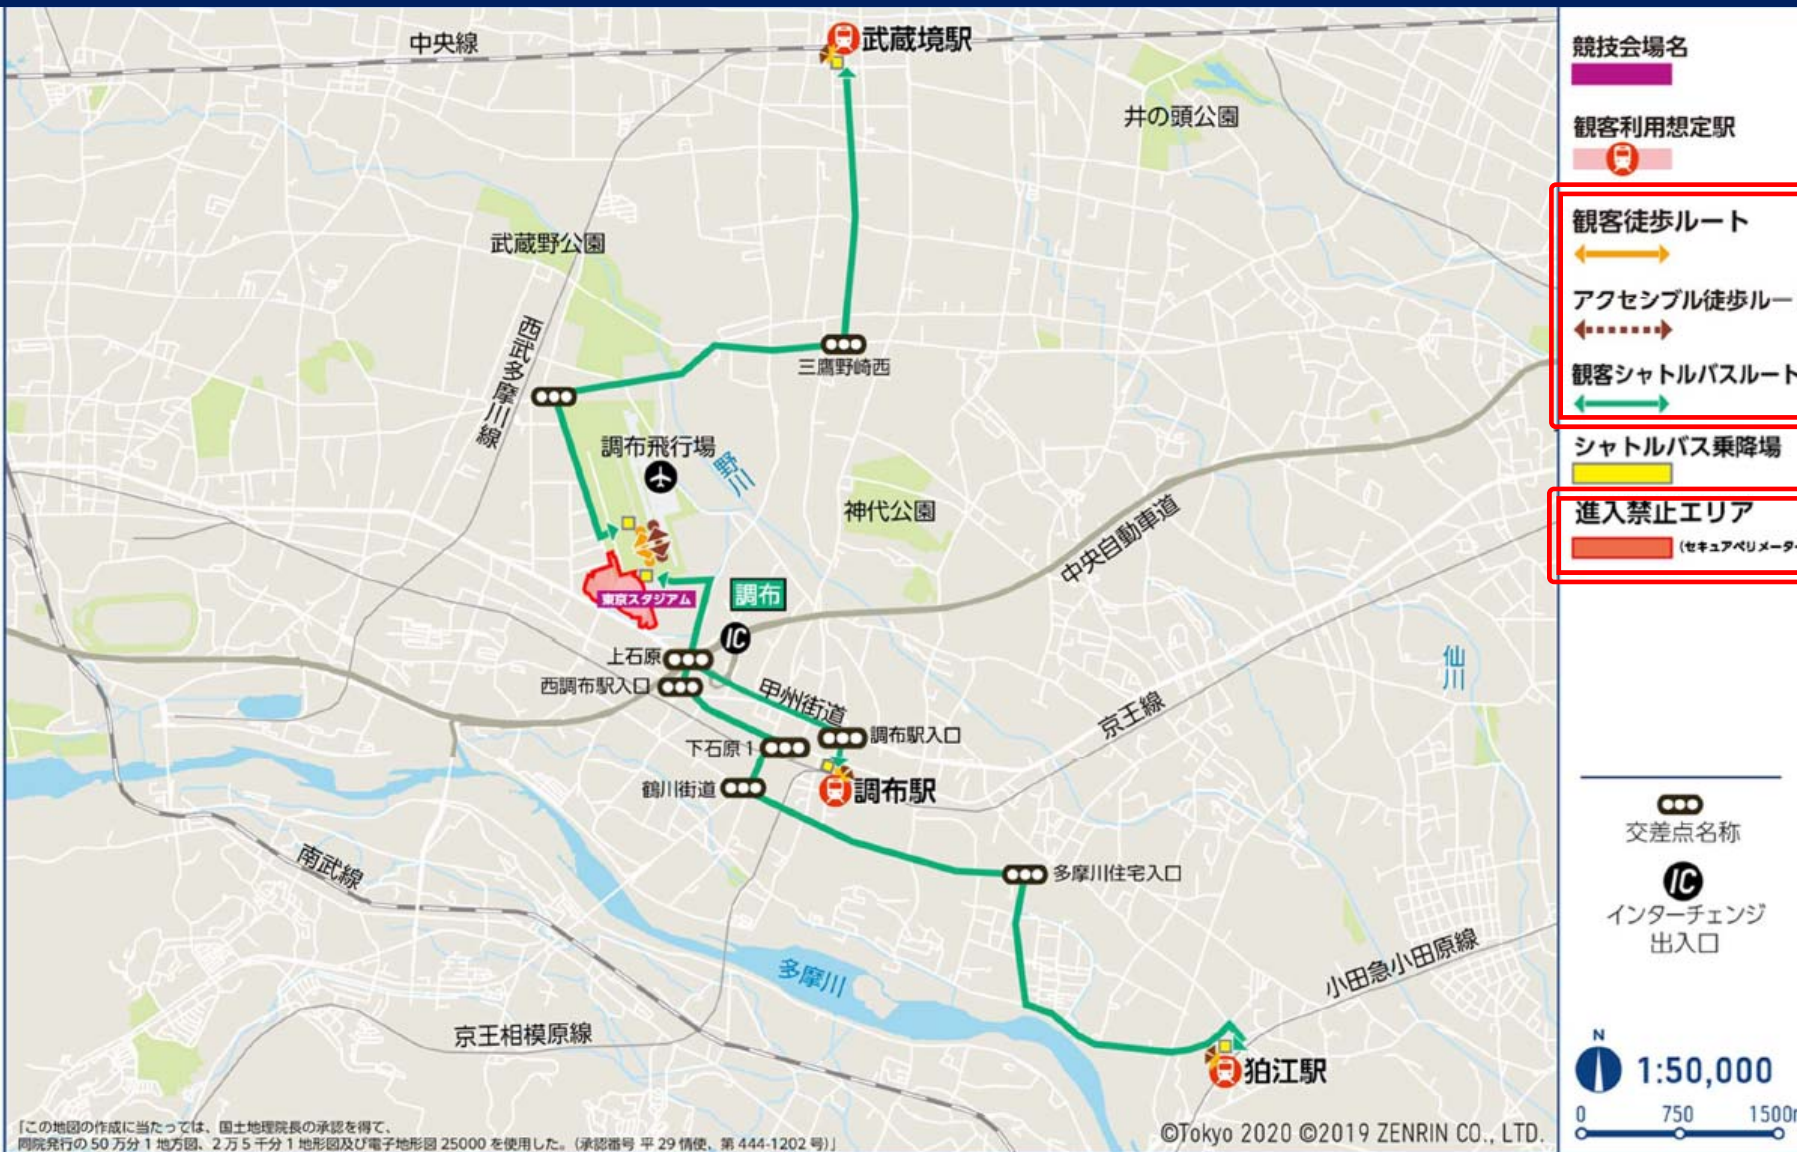 中央線
武蔵境駅
井の頭公園
武蔵野公園
西武多摩川線
三鷹野崎西
調布飛行場
野川
神代公園
中央自動車道
東京スタジアム
調布
IC
上石原
西調布駅入口
甲州街道
京王線
仙川
下石原1
調布駅入口
鶴川街道
調布駅
南武線
多摩川住宅入口
多摩川
小田急小田原線
京王相模原線
狛江駅
「この地図の作成に当たっては、国土地理院長の承認を得て、
同院発行の50万分1地方図、2万5千分1地形図及び電子地形図25000を使用した。(承認番号 平29情使、第444-1202号)」
©Tokyo 2020 ©2019 ZENRIN CO., LTD.
競技会場名
観客利用想定駅
観客徒歩ルート
アクセシブル徒歩ルー
観客シャトルバスルート
シャトルバス乗降場
進入禁止エリア
(セキュアペリメーター
交差点名称
IC
インターチェンジ
出入口
N
1:50,000
0 750 1500m